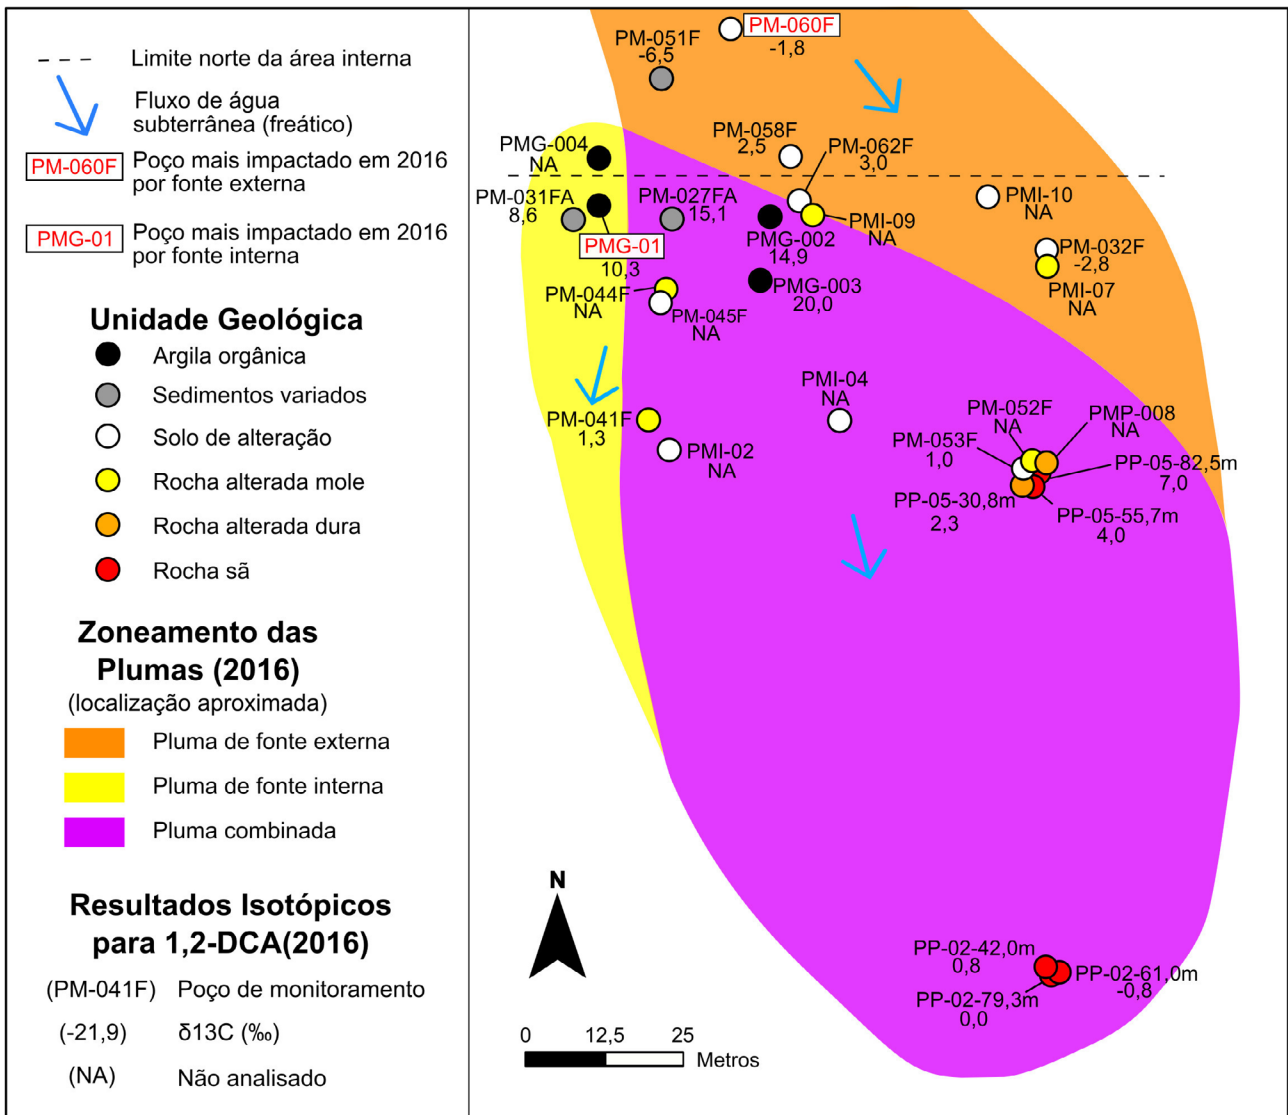 Limite norte da área interna
Fluxo de água
subterrânea (freático)
PM-060F
Poço mais impactado em 2016
por fonte externa
PMG-01
Poço mais impactado em 2016
por fonte interna
Unidade Geológica
Argila orgânica
Sedimentos variados
Solo de alteração
Rocha alterada mole
Rocha alterada dura
Rocha sã
Zoneamento das
Plumas (2016)
(localização aproximada)
Pluma de fonte externa
Pluma de fonte interna
Pluma combinada
Resultados Isotópicos
para 1,2-DCA(2016)
(PM-041F) Poço de monitoramento
(-21,9) δ13C (‰)
(NA) Não analisado
PM-060F
-1,8
PM-051F
-6,5
PM-058F
2,5
PM-062F
3,0
PMG-004
NA
PM-031FA
8,6
PM-027FA
15,1
PMG-01
10,3
PMG-002
14,9
PMI-09
NA
PMI-10
NA
PM-032F
-2,8
PMI-07
NA
PMG-003
20,0
PM-044F
NA
PM-045F
NA
PMI-04
NA
PM-041F
1,3
PMI-02
NA
PM-052F
NA
PMP-008
NA
PM-053F
1,0
PP-05-82,5m
7,0
PP-05-30,8m
2,3
PP-05-55,7m
4,0
N
0 12,5 25
Metros
PP-02-42,0m
0,8
PP-02-61,0m
-0,8
PP-02-79,3m
0,0